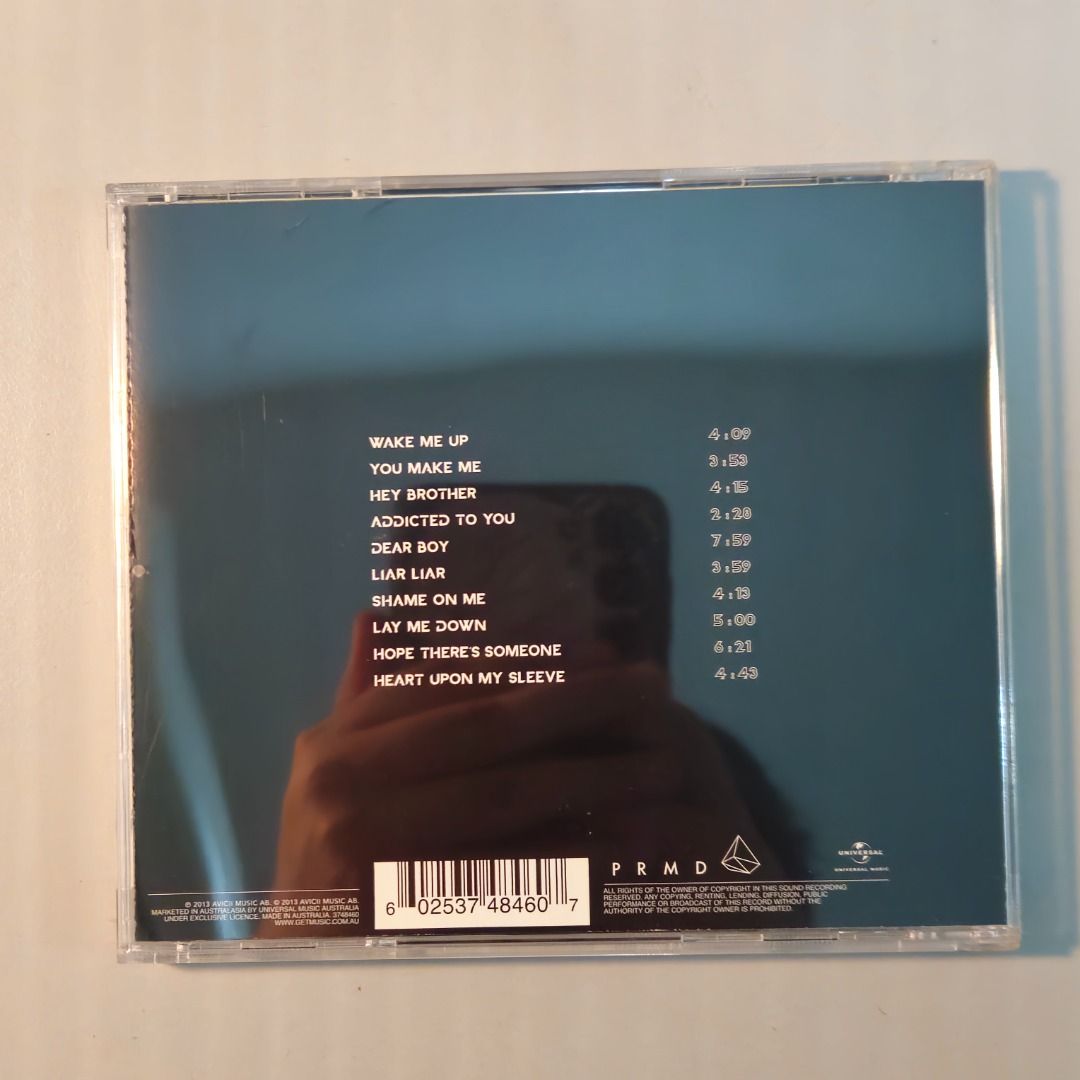 WAKE ME UP 4:09
YOU MAKE ME 3:53
HEY BROTHER 4:15
ADDICTED TO YOU 2:28
DEAR BOY 7:59
LIAR LIAR 3:59
SHAME ON ME 4:13
LAY ME DOWN 5:00
HOPE THERE'S SOMEONE 6:21
HEART UPON MY SLEEVE 4:43
℗ 2013 AVICII MUSIC AB. © 2013 AVICII MUSIC AB.
MARKETED IN AUSTRALASIA BY UNIVERSAL MUSIC AUSTRALIA
UNDER EXCLUSIVE LICENCE. MADE IN AUSTRALIA. 3748460
WWW.GETMUSIC.COM.AU
6 02537 48460 7
PRMD
UNIVERSAL
UNIVERSAL MUSIC
ALL RIGHTS OF THE OWNER OF COPYRIGHT IN THIS SOUND RECORDING
RESERVED. ANY COPYING, RENTING, LENDING, DIFFUSION, PUBLIC
PERFORMANCE OR BROADCAST OF THIS RECORD WITHOUT THE
AUTHORITY OF THE COPYRIGHT OWNER IS PROHIBITED.